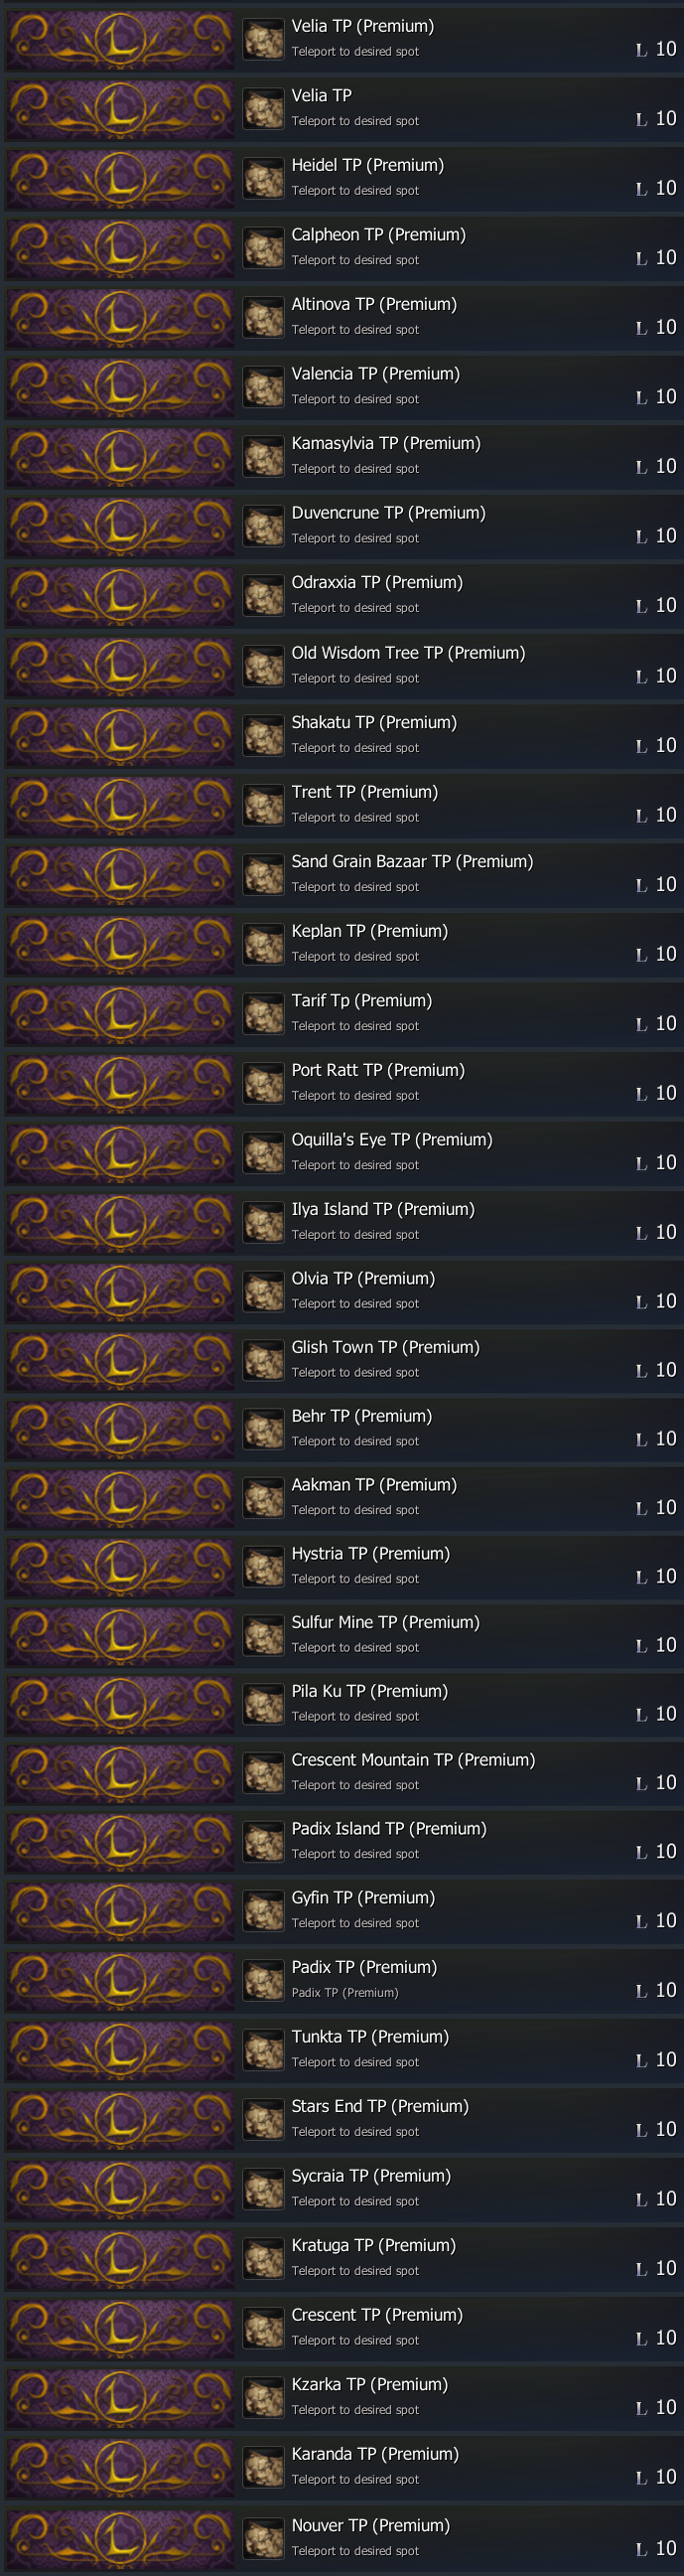 Velia TP (Premium)
Teleport to desired spot
L 10
Velia TP
Teleport to desired spot
L 10
Heidel TP (Premium)
Teleport to desired spot
L 10
Calpheon TP (Premium)
Teleport to desired spot
L 10
Altinova TP (Premium)
Teleport to desired spot
L 10
Valencia TP (Premium)
Teleport to desired spot
L 10
Kamasylvia TP (Premium)
Teleport to desired spot
L 10
Duvencrune TP (Premium)
Teleport to desired spot
L 10
Odraxxia TP (Premium)
Teleport to desired spot
L 10
Old Wisdom Tree TP (Premium)
Teleport to desired spot
L 10
Shakatu TP (Premium)
Teleport to desired spot
L 10
Trent TP (Premium)
Teleport to desired spot
L 10
Sand Grain Bazaar TP (Premium)
Teleport to desired spot
L 10
Keplan TP (Premium)
Teleport to desired spot
L 10
Tarif Tp (Premium)
Teleport to desired spot
L 10
Port Ratt TP (Premium)
Teleport to desired spot
L 10
Oquilla's Eye TP (Premium)
Teleport to desired spot
L 10
Ilya Island TP (Premium)
Teleport to desired spot
L 10
Olvia TP (Premium)
Teleport to desired spot
L 10
Glish Town TP (Premium)
Teleport to desired spot
L 10
Behr TP (Premium)
Teleport to desired spot
L 10
Aakman TP (Premium)
Teleport to desired spot
L 10
Hystria TP (Premium)
Teleport to desired spot
L 10
Sulfur Mine TP (Premium)
Teleport to desired spot
L 10
Pila Ku TP (Premium)
Teleport to desired spot
L 10
Crescent Mountain TP (Premium)
Teleport to desired spot
L 10
Padix Island TP (Premium)
Teleport to desired spot
L 10
Gyfin TP (Premium)
Teleport to desired spot
L 10
Padix TP (Premium)
Padix TP (Premium)
L 10
Tunkta TP (Premium)
Teleport to desired spot
L 10
Stars End TP (Premium)
Teleport to desired spot
L 10
Sycraia TP (Premium)
Teleport to desired spot
L 10
Kratuga TP (Premium)
Teleport to desired spot
L 10
Crescent TP (Premium)
Teleport to desired spot
L 10
Kzarka TP (Premium)
Teleport to desired spot
L 10
Karanda TP (Premium)
Teleport to desired spot
L 10
Nouver TP (Premium)
Teleport to desired spot
L 10